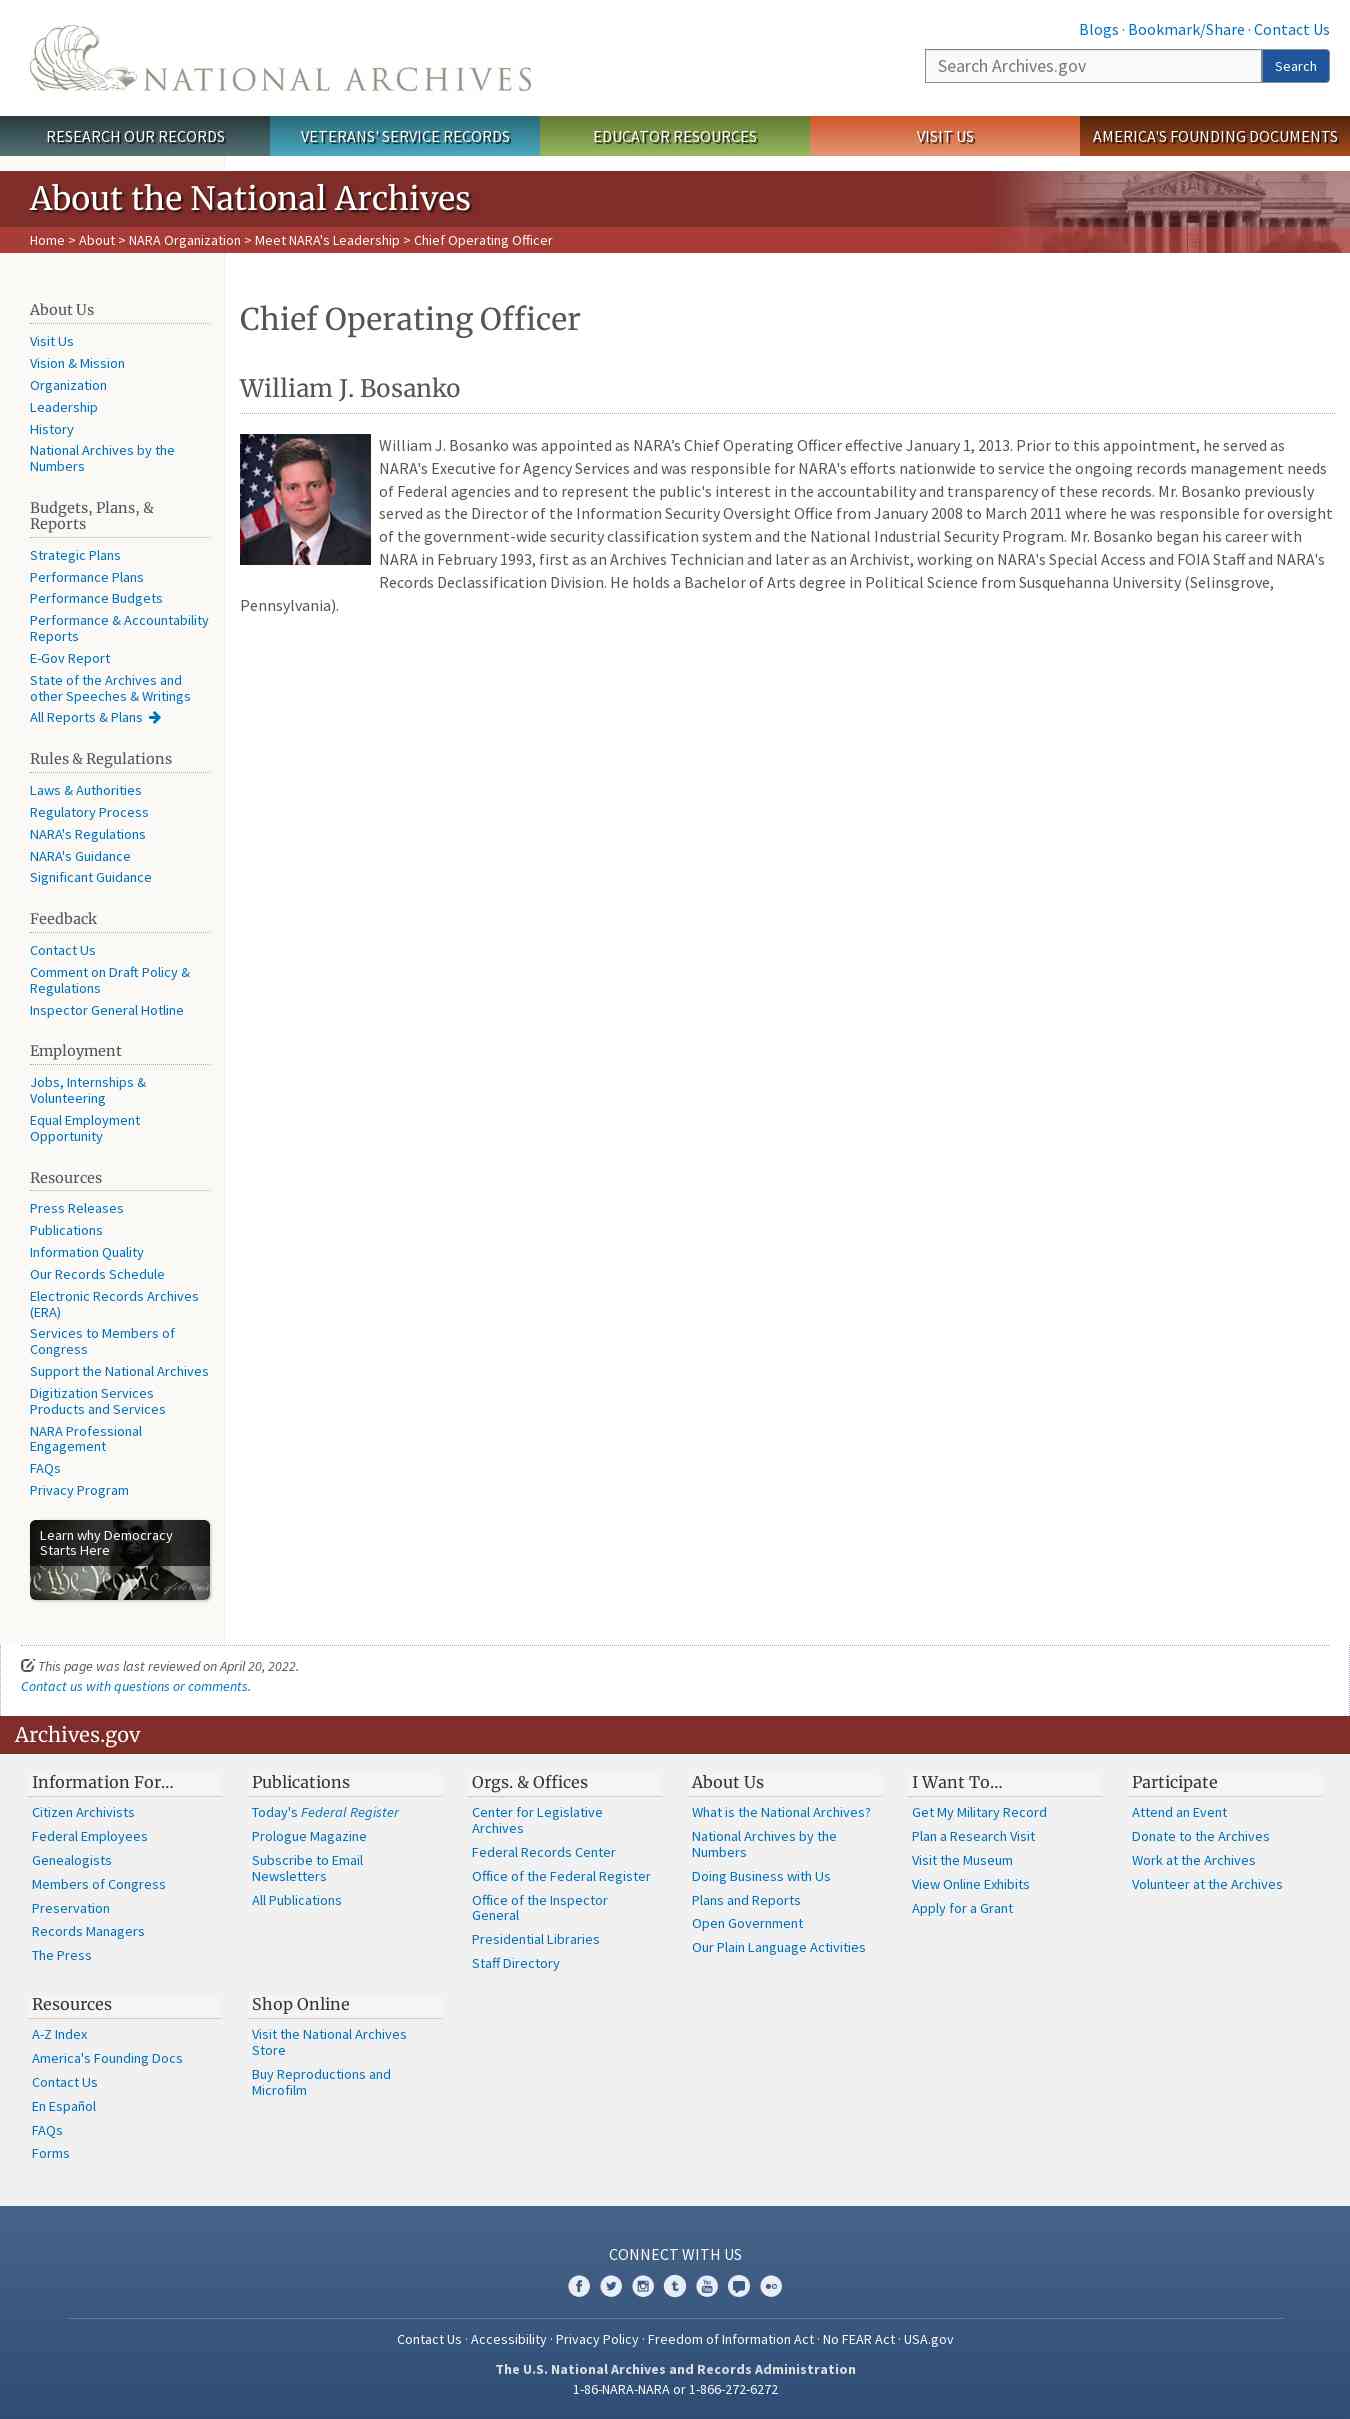 NATIONAL ARCHIVES
Blogs · Bookmark/Share · Contact Us
Search Archives.gov
Search
RESEARCH OUR RECORDS
VETERANS' SERVICE RECORDS
EDUCATOR RESOURCES
VISIT US
AMERICA'S FOUNDING DOCUMENTS
About the National Archives
Home > About > NARA Organization > Meet NARA's Leadership > Chief Operating Officer
About Us
Visit Us
Vision & Mission
Organization
Leadership
History
National Archives by the
Numbers
Budgets, Plans, &
Reports
Strategic Plans
Performance Plans
Performance Budgets
Performance & Accountability
Reports
E-Gov Report
State of the Archives and
other Speeches & Writings
All Reports & Plans
Rules & Regulations
Laws & Authorities
Regulatory Process
NARA's Regulations
NARA's Guidance
Significant Guidance
Feedback
Contact Us
Comment on Draft Policy &
Regulations
Inspector General Hotline
Employment
Jobs, Internships &
Volunteering
Equal Employment
Opportunity
Resources
Press Releases
Publications
Information Quality
Our Records Schedule
Electronic Records Archives
(ERA)
Services to Members of
Congress
Support the National Archives
Digitization Services
Products and Services
NARA Professional
Engagement
FAQs
Privacy Program
Learn why Democracy
Starts Here
e the People
Chief Operating Officer
William J. Bosanko
William J. Bosanko was appointed as NARA’s Chief Operating Officer effective January 1, 2013. Prior to this appointment, he served as
NARA's Executive for Agency Services and was responsible for NARA's efforts nationwide to service the ongoing records management needs
of Federal agencies and to represent the public's interest in the accountability and transparency of these records. Mr. Bosanko previously
served as the Director of the Information Security Oversight Office from January 2008 to March 2011 where he was responsible for oversight
of the government-wide security classification system and the National Industrial Security Program. Mr. Bosanko began his career with
NARA in February 1993, first as an Archives Technician and later as an Archivist, working on NARA's Special Access and FOIA Staff and NARA's
Records Declassification Division. He holds a Bachelor of Arts degree in Political Science from Susquehanna University (Selinsgrove,
Pennsylvania).
This page was last reviewed on April 20, 2022.
Contact us with questions or comments.
Archives.gov
Information For…
Citizen Archivists
Federal Employees
Genealogists
Members of Congress
Preservation
Records Managers
The Press
Publications
Today's Federal Register
Prologue Magazine
Subscribe to Email
Newsletters
All Publications
Orgs. & Offices
Center for Legislative
Archives
Federal Records Center
Office of the Federal Register
Office of the Inspector
General
Presidential Libraries
Staff Directory
About Us
What is the National Archives?
National Archives by the
Numbers
Doing Business with Us
Plans and Reports
Open Government
Our Plain Language Activities
I Want To…
Get My Military Record
Plan a Research Visit
Visit the Museum
View Online Exhibits
Apply for a Grant
Participate
Attend an Event
Donate to the Archives
Work at the Archives
Volunteer at the Archives
Resources
A-Z Index
America's Founding Docs
Contact Us
En Español
FAQs
Forms
Shop Online
Visit the National Archives
Store
Buy Reproductions and
Microfilm
CONNECT WITH US
Contact Us · Accessibility · Privacy Policy · Freedom of Information Act · No FEAR Act · USA.gov
The U.S. National Archives and Records Administration
1-86-NARA-NARA or 1-866-272-6272